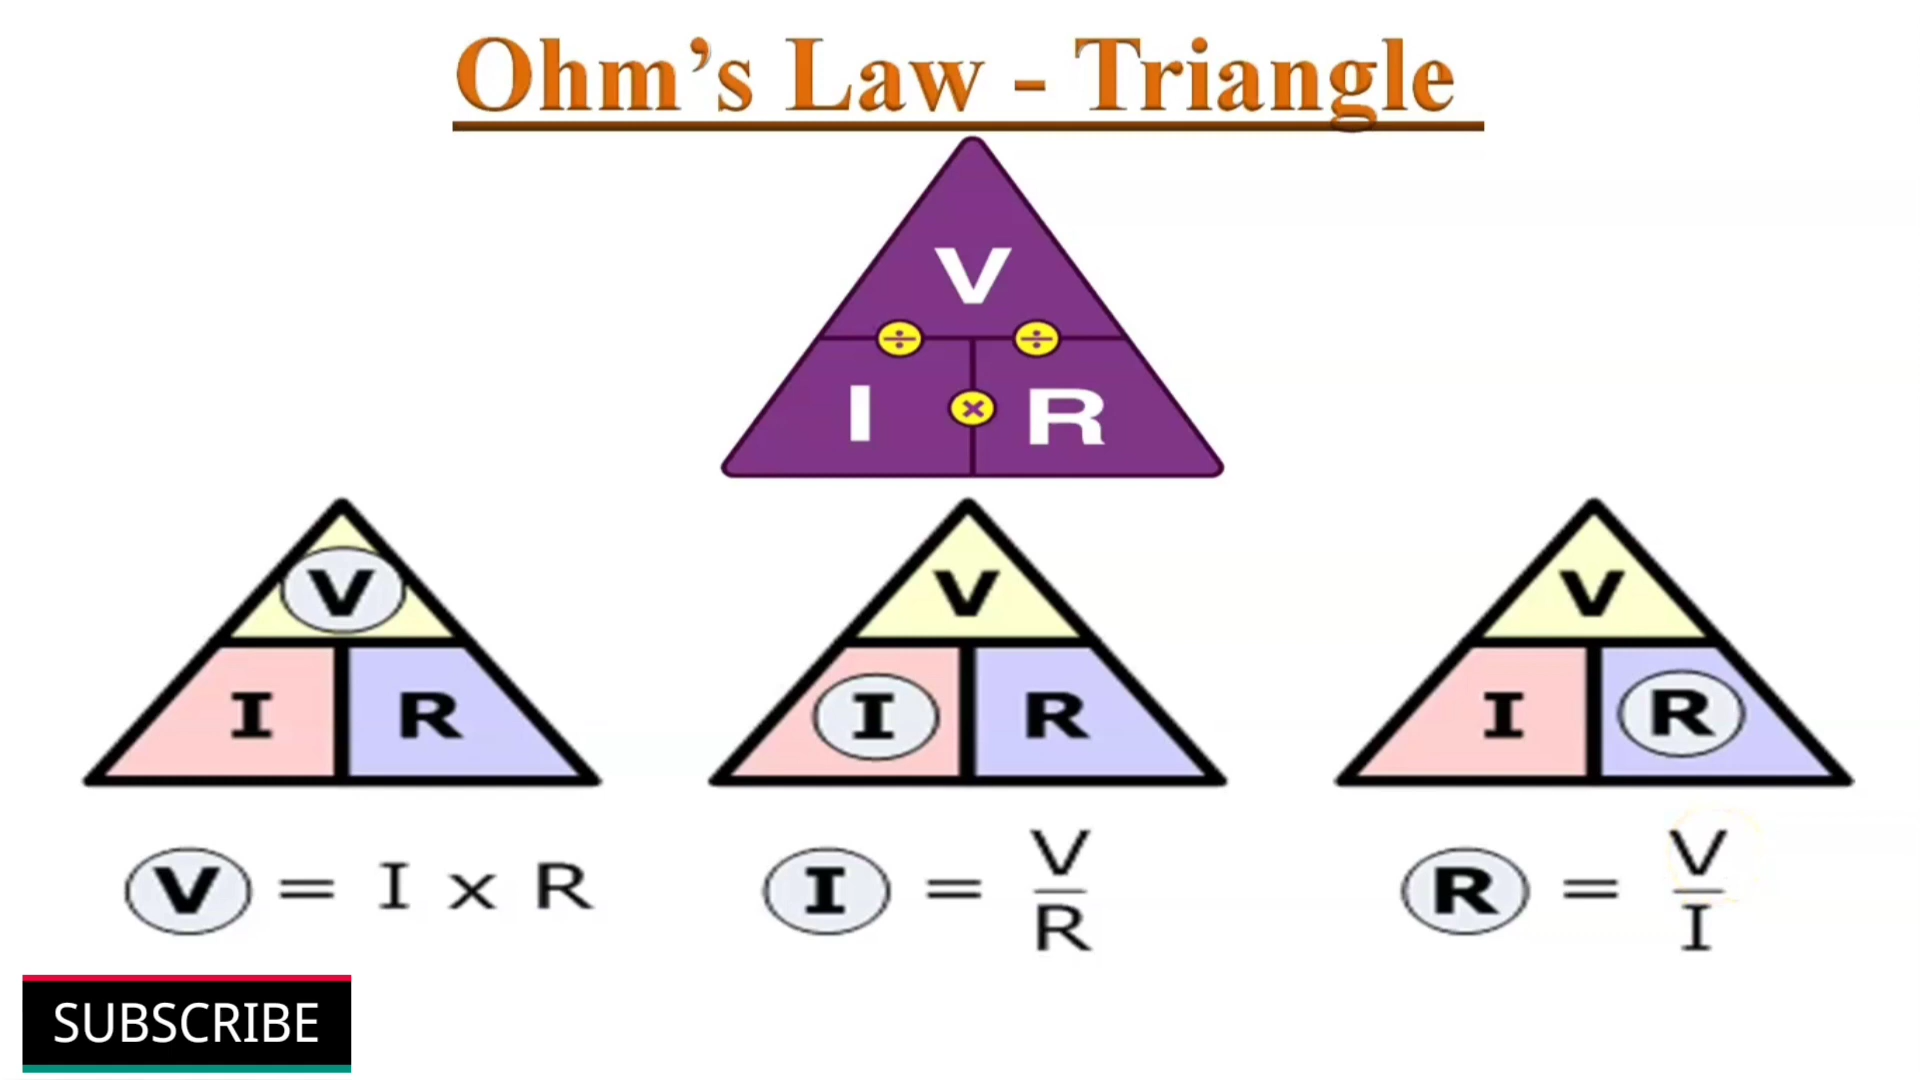 Ohm’s Law - Triangle
V
÷ ÷
I × R
V V V
I R I R I R
V = I x R
I = V/R
R = V/I
SUBSCRIBE